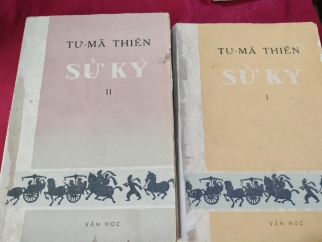 TƯ-MÃ THIÊN
SỬ KÝ
II
VĂN HỌC
TƯ-MÃ THIÊN
SỬ KÝ
I
VĂN HỌC